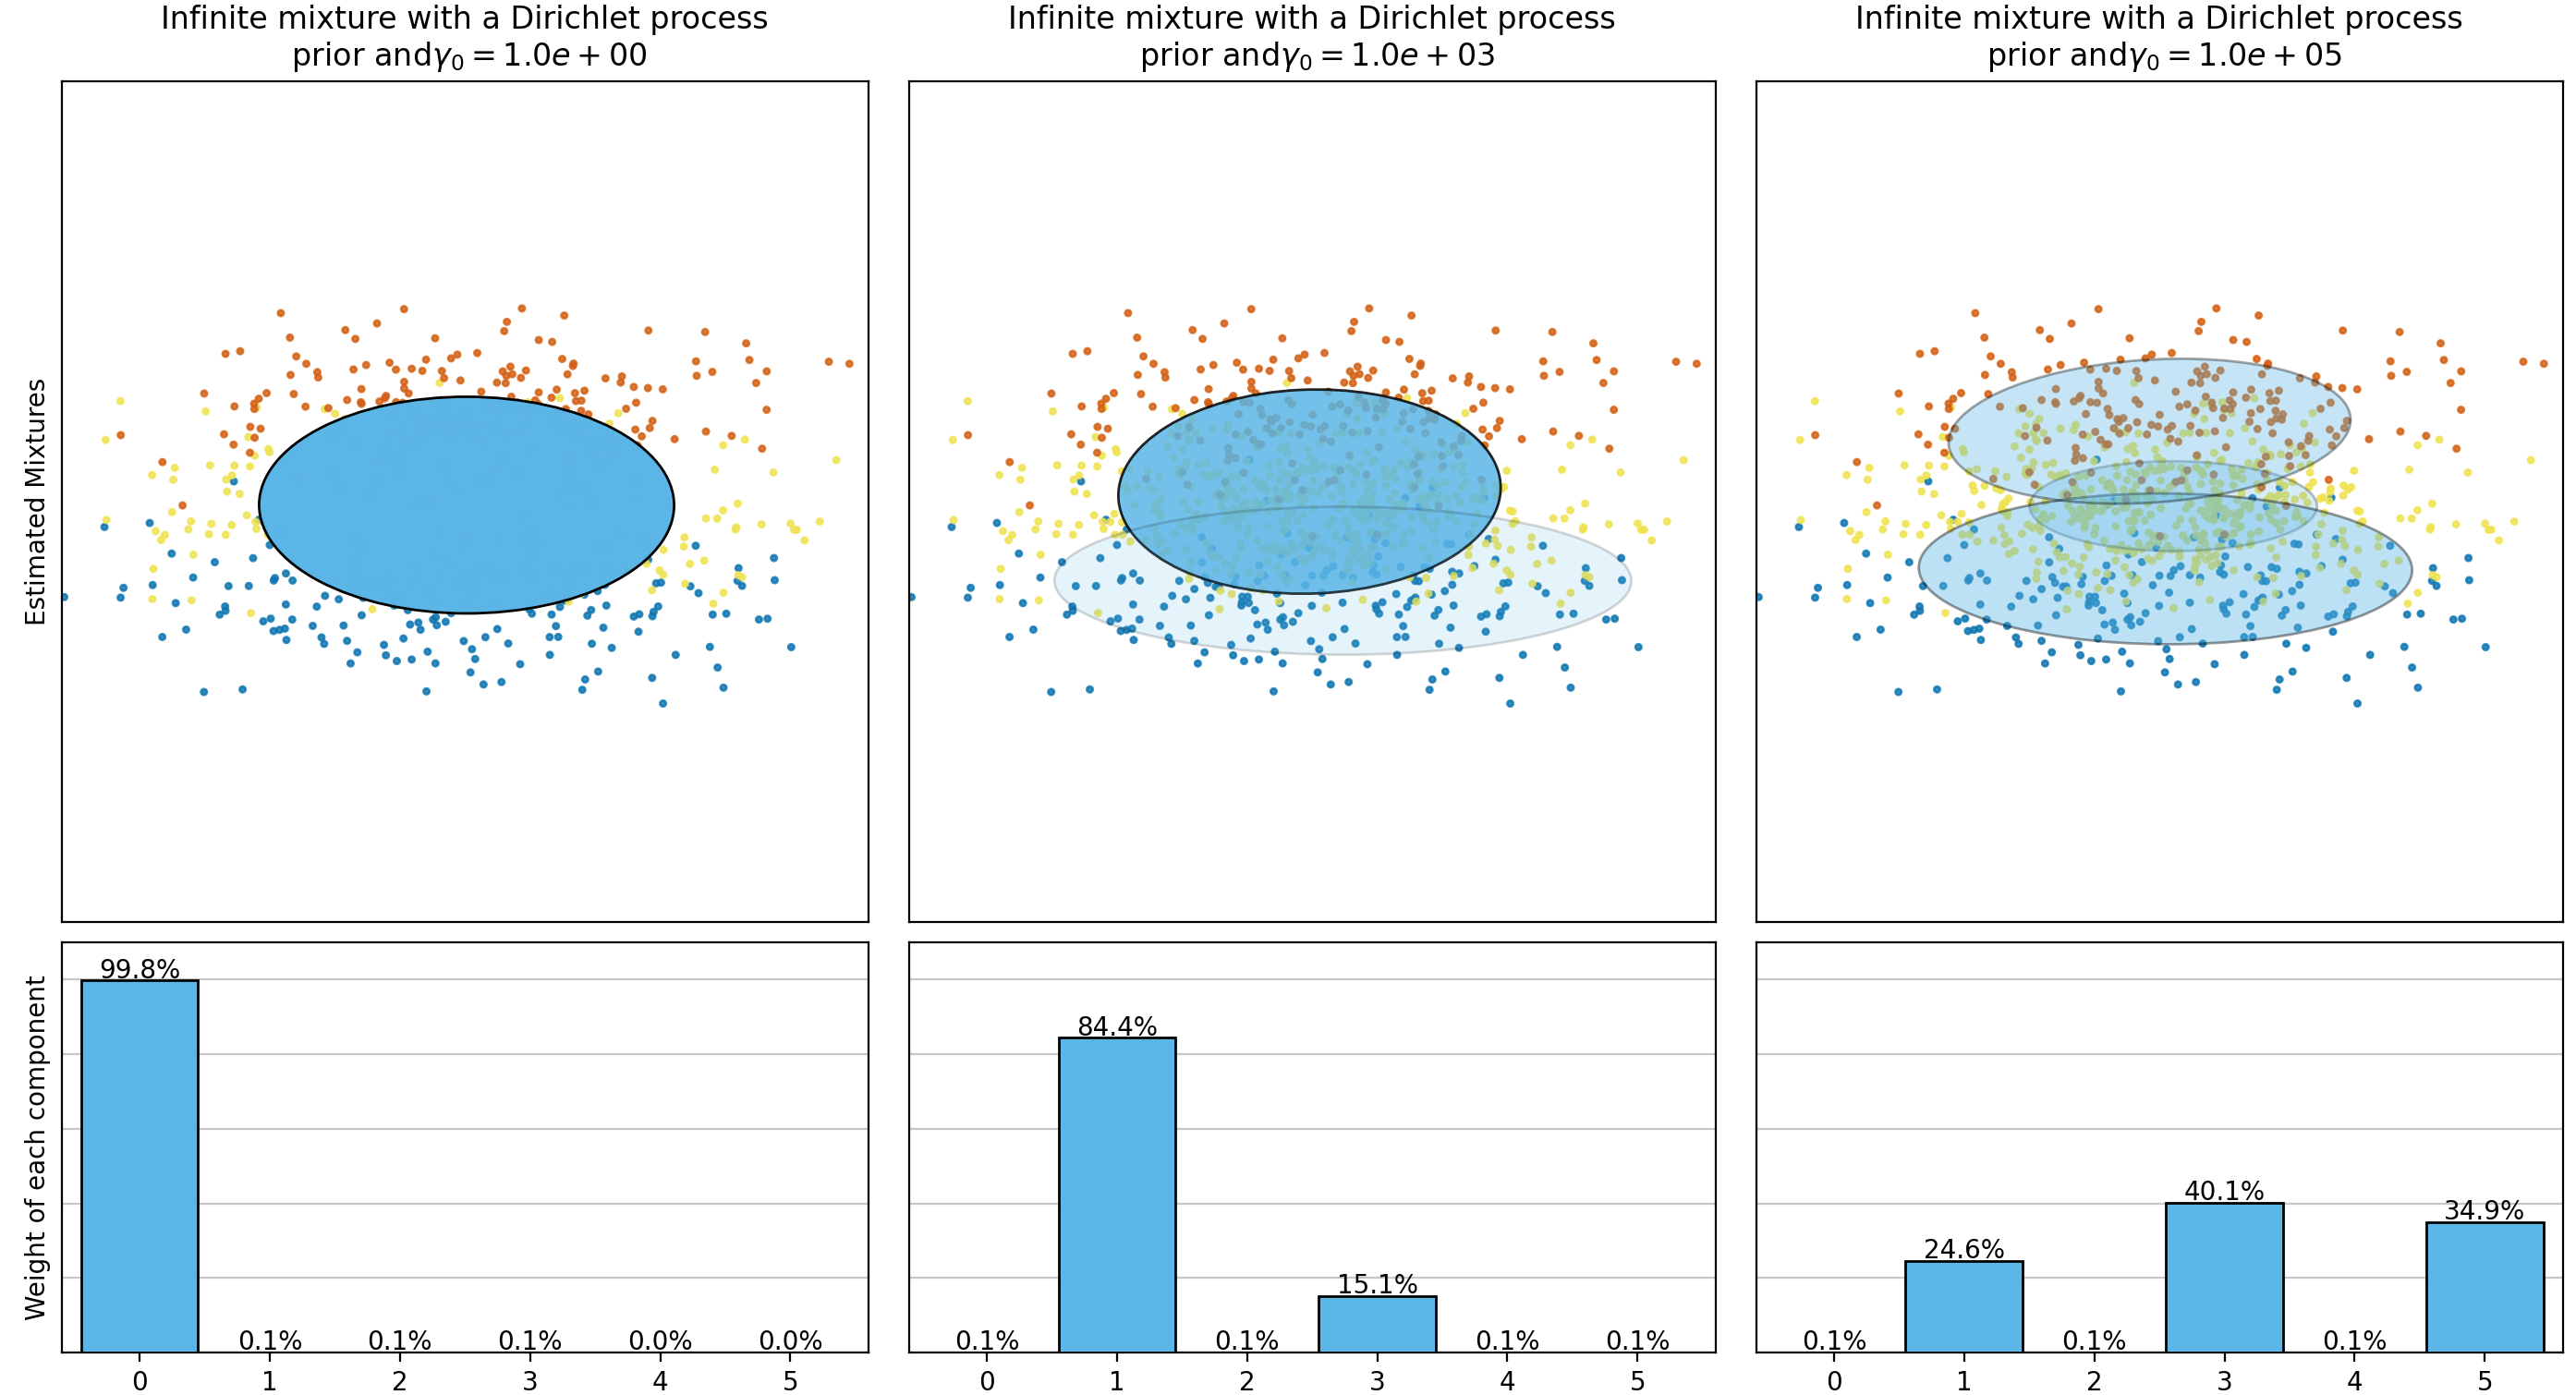 Infinite mixture with a Dirichlet process
prior andγ₀ = 1.0e + 00
Infinite mixture with a Dirichlet process
prior andγ₀ = 1.0e + 03
Infinite mixture with a Dirichlet process
prior andγ₀ = 1.0e + 05
Estimated Mixtures
Weight of each component
99.8%
0.1%
0.1%
0.1%
0.0%
0.0%
0 1 2 3 4 5
0.1%
84.4%
0.1%
15.1%
0.1%
0.1%
0 1 2 3 4 5
0.1%
24.6%
0.1%
40.1%
0.1%
34.9%
0 1 2 3 4 5